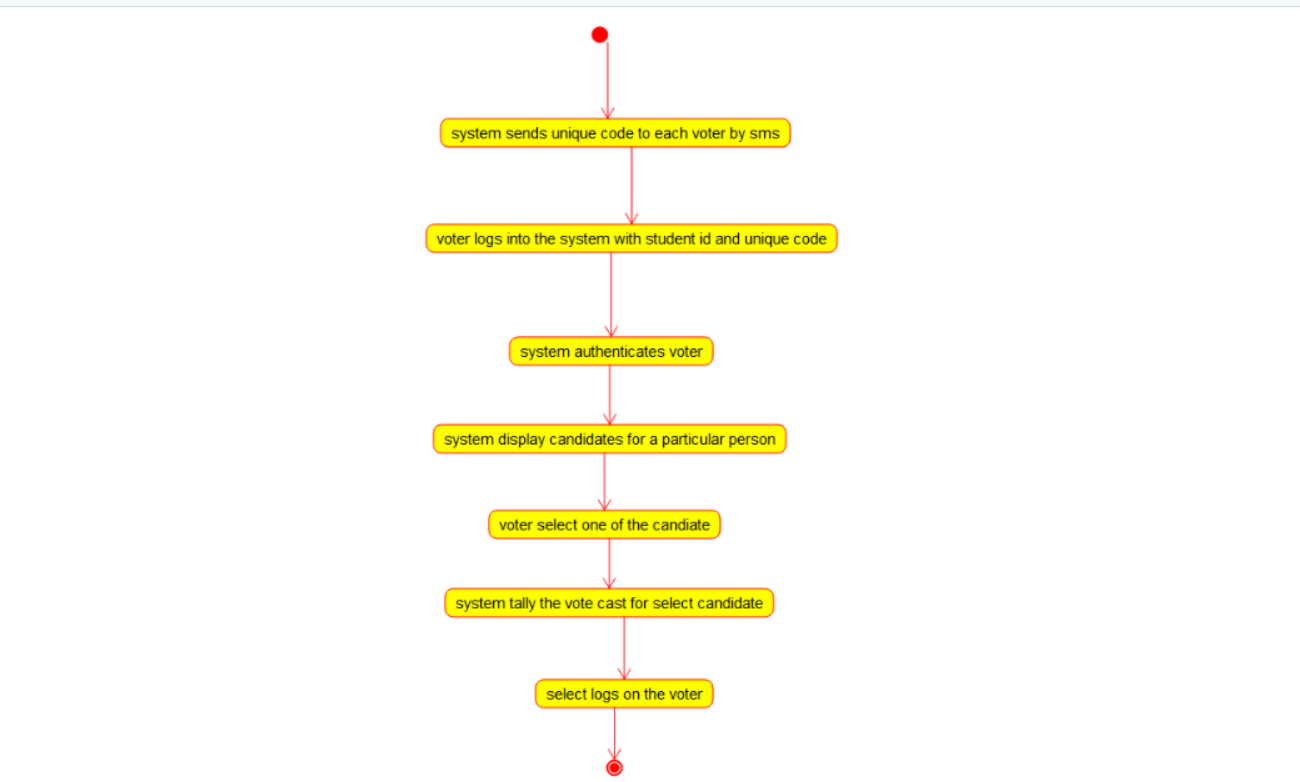 system sends unique code to each voter by sms
voter logs into the system with student id and unique code
system authenticates voter
system display candidates for a particular person
voter select one of the candiate
system tally the vote cast for select candidate
select logs on the voter